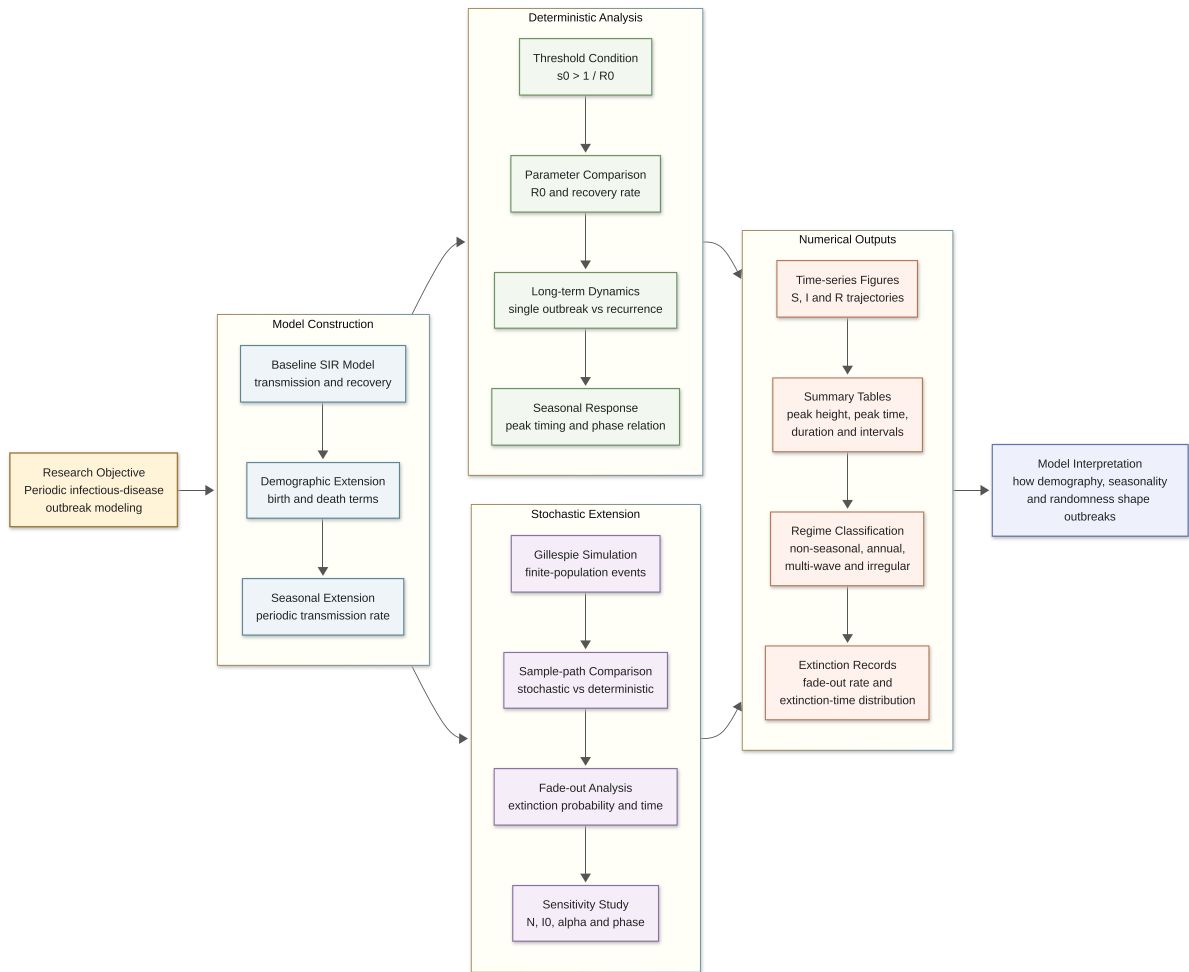 Research Objective
Periodic infectious-disease
outbreak modeling
Model Construction
Baseline SIR Model
transmission and recovery
Demographic Extension
birth and death terms
Seasonal Extension
periodic transmission rate
Deterministic Analysis
Threshold Condition
s0 > 1 / R0
Parameter Comparison
R0 and recovery rate
Long-term Dynamics
single outbreak vs recurrence
Seasonal Response
peak timing and phase relation
Stochastic Extension
Gillespie Simulation
finite-population events
Sample-path Comparison
stochastic vs deterministic
Fade-out Analysis
extinction probability and time
Sensitivity Study
N, I0, alpha and phase
Numerical Outputs
Time-series Figures
S, I and R trajectories
Summary Tables
peak height, peak time,
duration and intervals
Regime Classification
non-seasonal, annual,
multi-wave and irregular
Extinction Records
fade-out rate and
extinction-time distribution
Model Interpretation
how demography, seasonality
and randomness shape
outbreaks